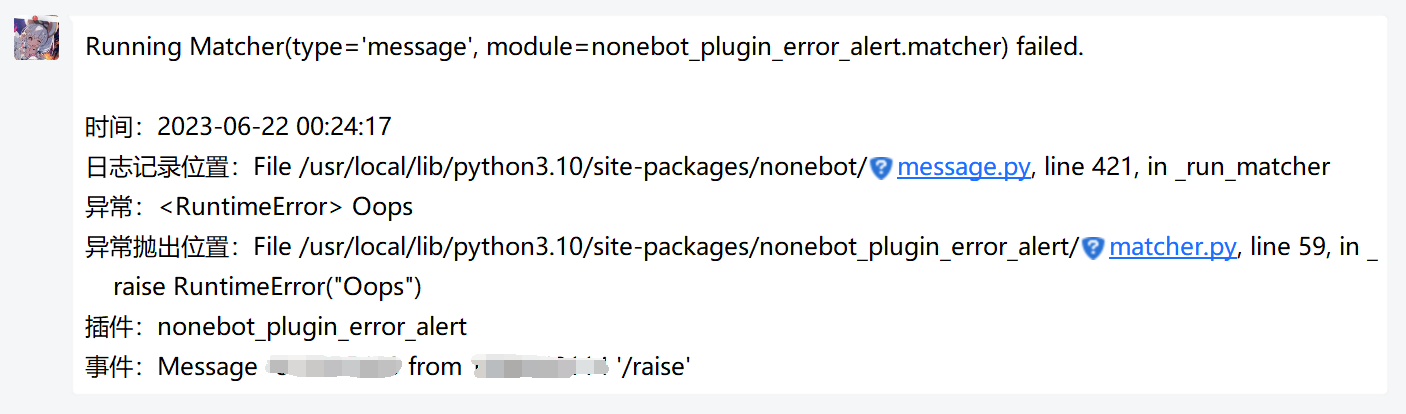 Running Matcher(type='message', module=nonebot_plugin_error_alert.matcher) failed.
时间：2023-06-22 00:24:17
日志记录位置：File /usr/local/lib/python3.10/site-packages/nonebot/message.py, line 421, in _run_matcher
异常：<RuntimeError> Oops
异常抛出位置：File /usr/local/lib/python3.10/site-packages/nonebot_plugin_error_alert/matcher.py, line 59, in _
raise RuntimeError("Oops")
插件：nonebot_plugin_error_alert
事件：Message from '/raise'